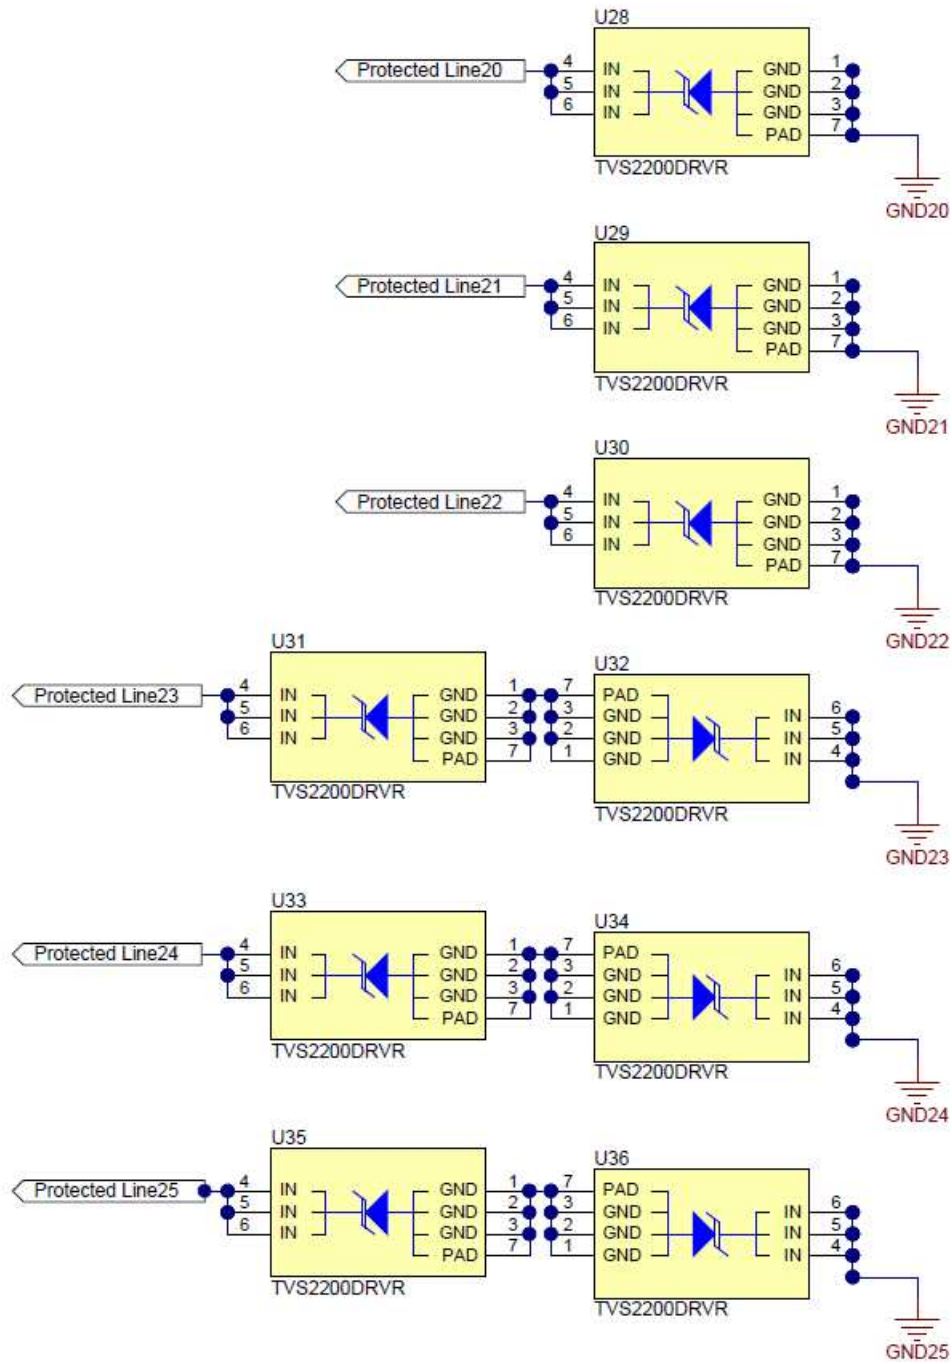 U28
Protected Line20
4 IN GND 1
5 IN GND 2
6 IN GND 3
PAD 7
TVS2200DRVR
GND20
U29
Protected Line21
4 IN GND 1
5 IN GND 2
6 IN GND 3
PAD 7
TVS2200DRVR
GND21
U30
Protected Line22
4 IN GND 1
5 IN GND 2
6 IN GND 3
PAD 7
TVS2200DRVR
GND22
U31
Protected Line23
4 IN GND 1
5 IN GND 2
6 IN GND 3
PAD 7
TVS2200DRVR
U32
7 PAD
3 GND IN 6
2 GND IN 5
1 GND IN 4
TVS2200DRVR
GND23
U33
Protected Line24
4 IN GND 1
5 IN GND 2
6 IN GND 3
PAD 7
TVS2200DRVR
U34
7 PAD
3 GND IN 6
2 GND IN 5
1 GND IN 4
TVS2200DRVR
GND24
U35
Protected Line25
4 IN GND 1
5 IN GND 2
6 IN GND 3
PAD 7
TVS2200DRVR
U36
7 PAD
3 GND IN 6
2 GND IN 5
1 GND IN 4
TVS2200DRVR
GND25